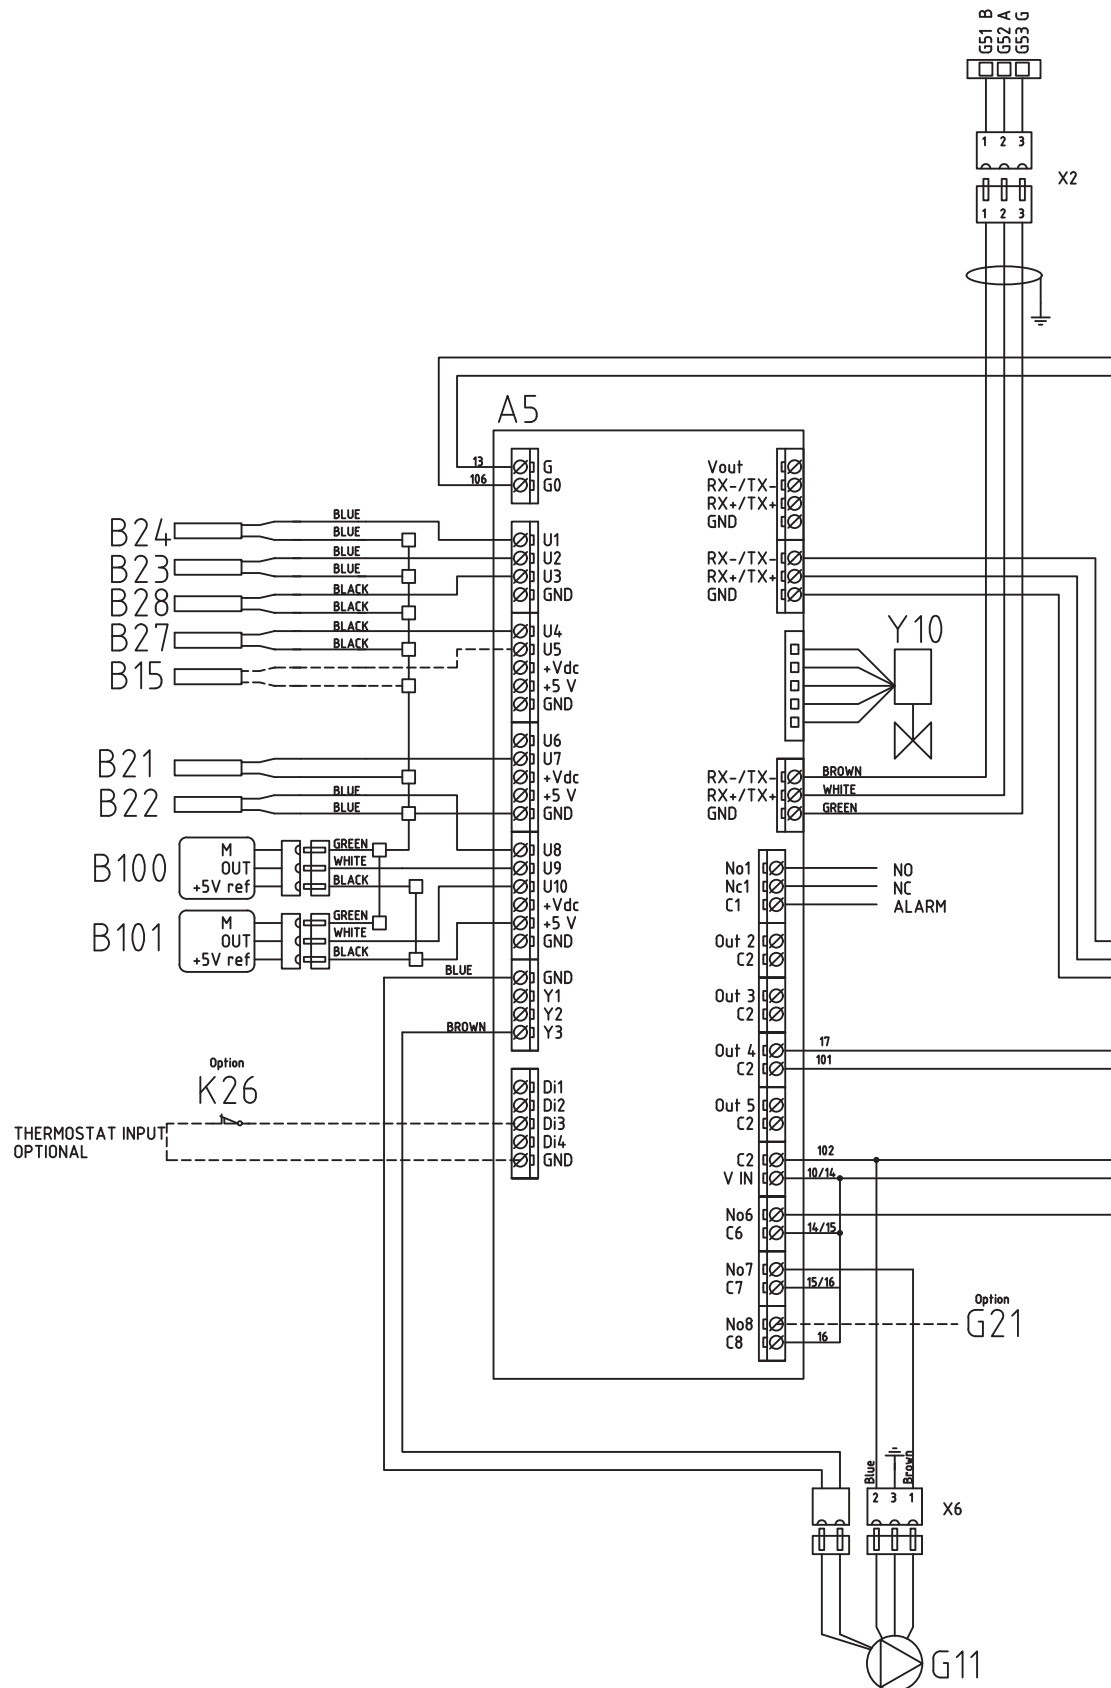 G51 B
G52 A
G53 G
1 2 3
X2
1 2 3
A5
13 G
106 G0
Vout
RX-/TX-
RX+/TX+
GND
B24
BLUE
BLUE
B23
BLUE
BLUE
B28
BLACK
BLACK
B27
BLACK
BLACK
B15
U1
U2
U3
GND
U4
U5
+Vdc
+5 V
GND
RX-/TX-
RX+/TX+
GND
Y10
B21
B22
BLUE
BLUE
U6
U7
+Vdc
+5 V
GND
RX-/TX- BROWN
RX+/TX+ WHITE
GND GREEN
B100
M GREEN
OUT WHITE
+5V ref BLACK
B101
M GREEN
OUT WHITE
+5V ref BLACK
U8
U9
U10
+Vdc
+5 V
GND
No1 NO
Nc1 NC
C1 ALARM
Out 2
C2
BLUE GND
Y1
Y2
BROWN Y3
Out 3
C2
Out 4 17
C2 101
Option
K26
THERMOSTAT INPUT
OPTIONAL
Di1
Di2
Di3
Di4
GND
Out 5
C2
C2 102
V IN 10/14
No6
C6 14/15
No7
C7 15/16
No8
C8 16
Option
G21
Blue
Brown
2 3 1
X6
G11